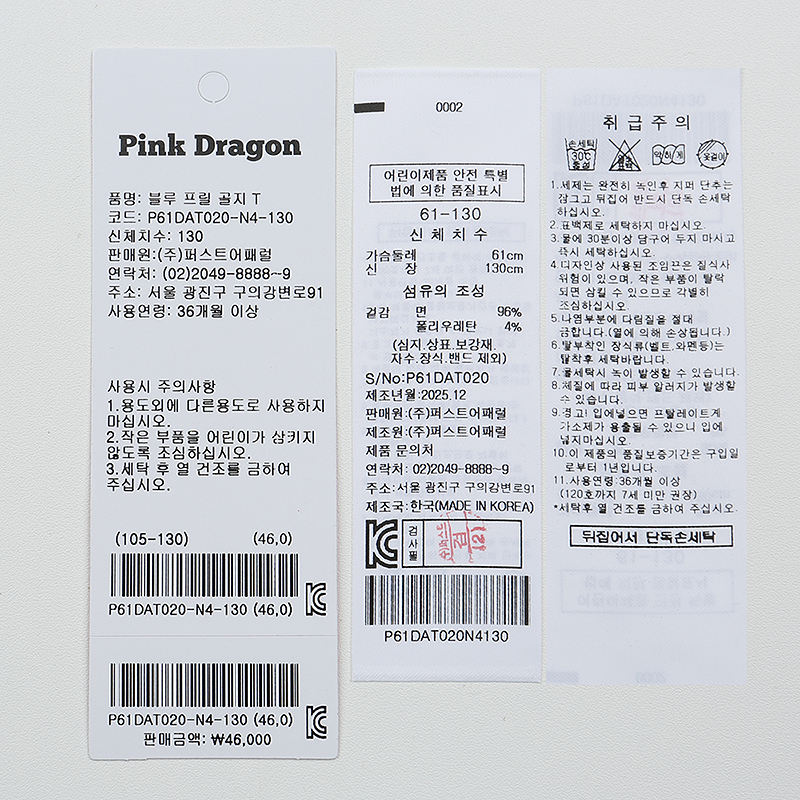 Pink Dragon
품명: 블루 프릴 골지 T
코드: P61DAT020-N4-130
신체치수: 130
판매원:(주)퍼스트어패럴
연락처: (02)2049-8888~9
주소: 서울 광진구 구의강변로91
사용연령: 36개월 이상
사용시 주의사항
1.용도외에 다른용도로 사용하지
마십시오.
2.작은 부품을 어린이가 삼키지
않도록 조심하십시오.
3.세탁 후 열 건조를 금하여
주십시오.
(105-130) (46,0)
P61DAT020-N4-130 (46,0)
P61DAT020-N4-130 (46,0)
판매금액: ₩46,000
0002
어린이제품 안전 특별
법에 의한 품질표시
61-130
신체치수
가슴둘레 61cm
신 장 130cm
섬유의 조성
겉감 면 96%
폴리우레탄 4%
(심지.상표.보강재.
자수.장식.밴드 제외)
S/No:P61DAT020
제조년월:2025.12
판매원:(주)퍼스트어패럴
제조원:(주)퍼스트어패럴
제품 문의처
연락처: 02)2049-8888~9
주소:서울 광진구 구의강변로91
제조국:한국(MADE IN KOREA)
검사필
검
P61DAT020N4130
취급주의
손세탁
30℃
중성
약하게
옷걸이
1.세제는 완전히 녹인후 지퍼 단추는
잠그고 뒤집어 반드시 단독 손세탁
하십시오.
2.표백제로 세탁하지 마십시오.
3.물에 30분이상 담구어 두지 마시고
즉시 세탁하십시오.
4.디자인상 사용된 조임끈은 질식사
위험이 있으며, 작은 부품이 탈락
되면 삼킬 수 있으므로 각별히
조심하십시오.
5.나염부분에 다림질을 절대
금합니다.(열에 의해 손상됩니다.)
6.탈부착인 장식류(벨트.와펜등)는
탈착후 세탁바랍니다.
7.물세탁시 녹이 발생할 수 있습니다.
8.체질에 따라 피부 알러지가 발생할
수 있습니다.
9.경고! 입에넣으면 프탈레이트계
가소제가 용출될 수 있으니 입에
넣지마십시오.
10.이 제품의 품질보증기간은 구입일
로부터 1년입니다.
11.사용연령:36개월 이상
(120호까지 7세 미만 권장)
*세탁후 열 건조를 금하여 주십시오.
뒤집어서 단독손세탁